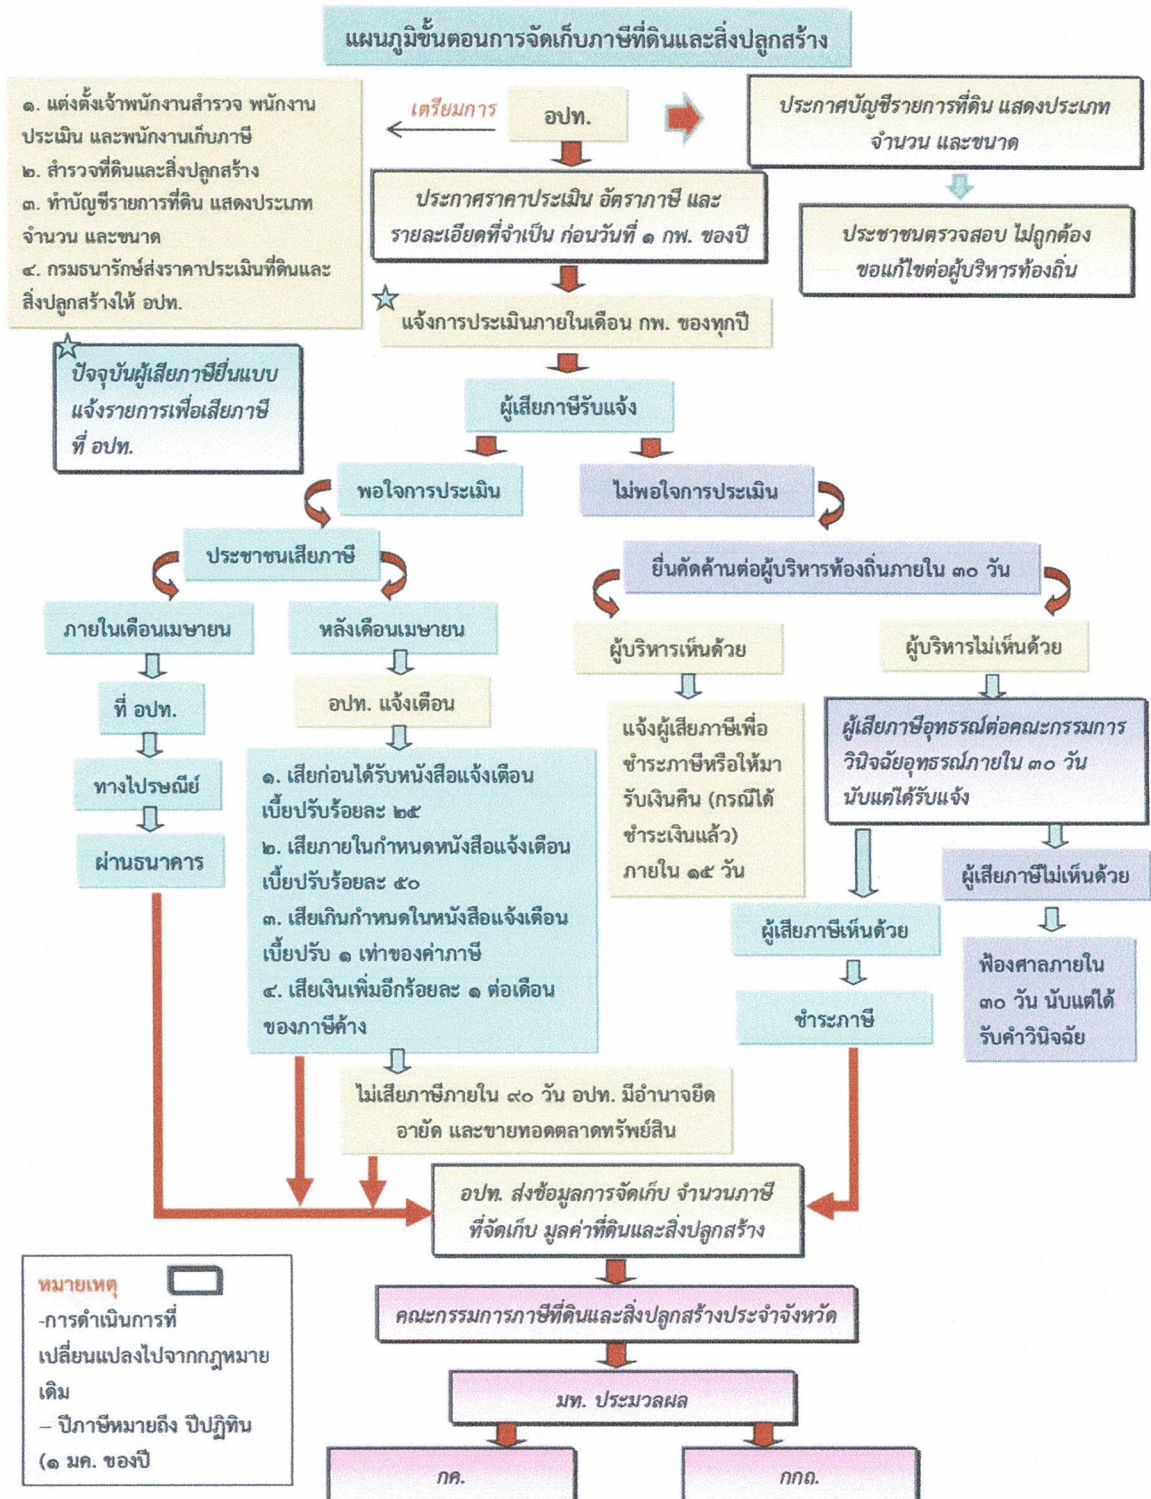 แผนภูมิขั้นตอนการจัดเก็บภาษีที่ดินและสิ่งปลูกสร้าง
๑. แต่งตั้งเจ้าพนักงานสำรวจ พนักงาน
ประเมิน และพนักงานเก็บภาษี
๒. สำรวจที่ดินและสิ่งปลูกสร้าง
๓. ทำบัญชีรายการที่ดิน แสดงประเภท
จำนวน และขนาด
๔. กรมธนารักษ์ส่งราคาประเมินที่ดินและ
สิ่งปลูกสร้างให้ อปท.
เตรียมการ
อปท.
ประกาศบัญชีรายการที่ดิน แสดงประเภท
จำนวน และขนาด
ประกาศราคาประเมิน อัตราภาษี และ
รายละเอียดที่จำเป็น ก่อนวันที่ ๑ กพ. ของปี
ประชาชนตรวจสอบ ไม่ถูกต้อง
ขอแก้ไขต่อผู้บริหารท้องถิ่น
แจ้งการประเมินภายในเดือน กพ. ของทุกปี
ปัจจุบันผู้เสียภาษียื่นแบบ
แจ้งรายการเพื่อเสียภาษี
ที่ อปท.
ผู้เสียภาษีรับแจ้ง
พอใจการประเมิน
ไม่พอใจการประเมิน
ประชาชนเสียภาษี
ยื่นคัดค้านต่อผู้บริหารท้องถิ่นภายใน ๓๐ วัน
ภายในเดือนเมษายน
หลังเดือนเมษายน
ผู้บริหารเห็นด้วย
ผู้บริหารไม่เห็นด้วย
ที่ อปท.
ทางไปรษณีย์
ผ่านธนาคาร
อปท. แจ้งเตือน
๑. เสียก่อนได้รับหนังสือแจ้งเตือน
เบี้ยปรับร้อยละ ๒๕
๒. เสียภายในกำหนดหนังสือแจ้งเตือน
เบี้ยปรับร้อยละ ๕๐
๓. เสียเกินกำหนดในหนังสือแจ้งเตือน
เบี้ยปรับ ๑ เท่าของค่าภาษี
๔. เสียเงินเพิ่มอีกร้อยละ ๑ ต่อเดือน
ของภาษีค้าง
แจ้งผู้เสียภาษีเพื่อ
ชำระภาษีหรือให้มา
รับเงินคืน (กรณีได้
ชำระเงินแล้ว)
ภายใน ๑๕ วัน
ผู้เสียภาษีอุทธรณ์ต่อคณะกรรมการ
วินิจฉัยอุทธรณ์ภายใน ๓๐ วัน
นับแต่ได้รับแจ้ง
ผู้เสียภาษีไม่เห็นด้วย
ผู้เสียภาษีเห็นด้วย
ฟ้องศาลภายใน
๓๐ วัน นับแต่ได้
รับคำวินิจฉัย
ชำระภาษี
ไม่เสียภาษีภายใน ๙๐ วัน อปท. มีอำนาจยึด
อายัด และขายทอดตลาดทรัพย์สิน
อปท. ส่งข้อมูลการจัดเก็บ จำนวนภาษี
ที่จัดเก็บ มูลค่าที่ดินและสิ่งปลูกสร้าง
หมายเหตุ
-การดำเนินการที่
เปลี่ยนแปลงไปจากกฎหมาย
เดิม
– ปีภาษีหมายถึง ปีปฏิทิน
(๑ มค. ของปี
คณะกรรมการภาษีที่ดินและสิ่งปลูกสร้างประจำจังหวัด
มท. ประมวลผล
กค.
กกถ.